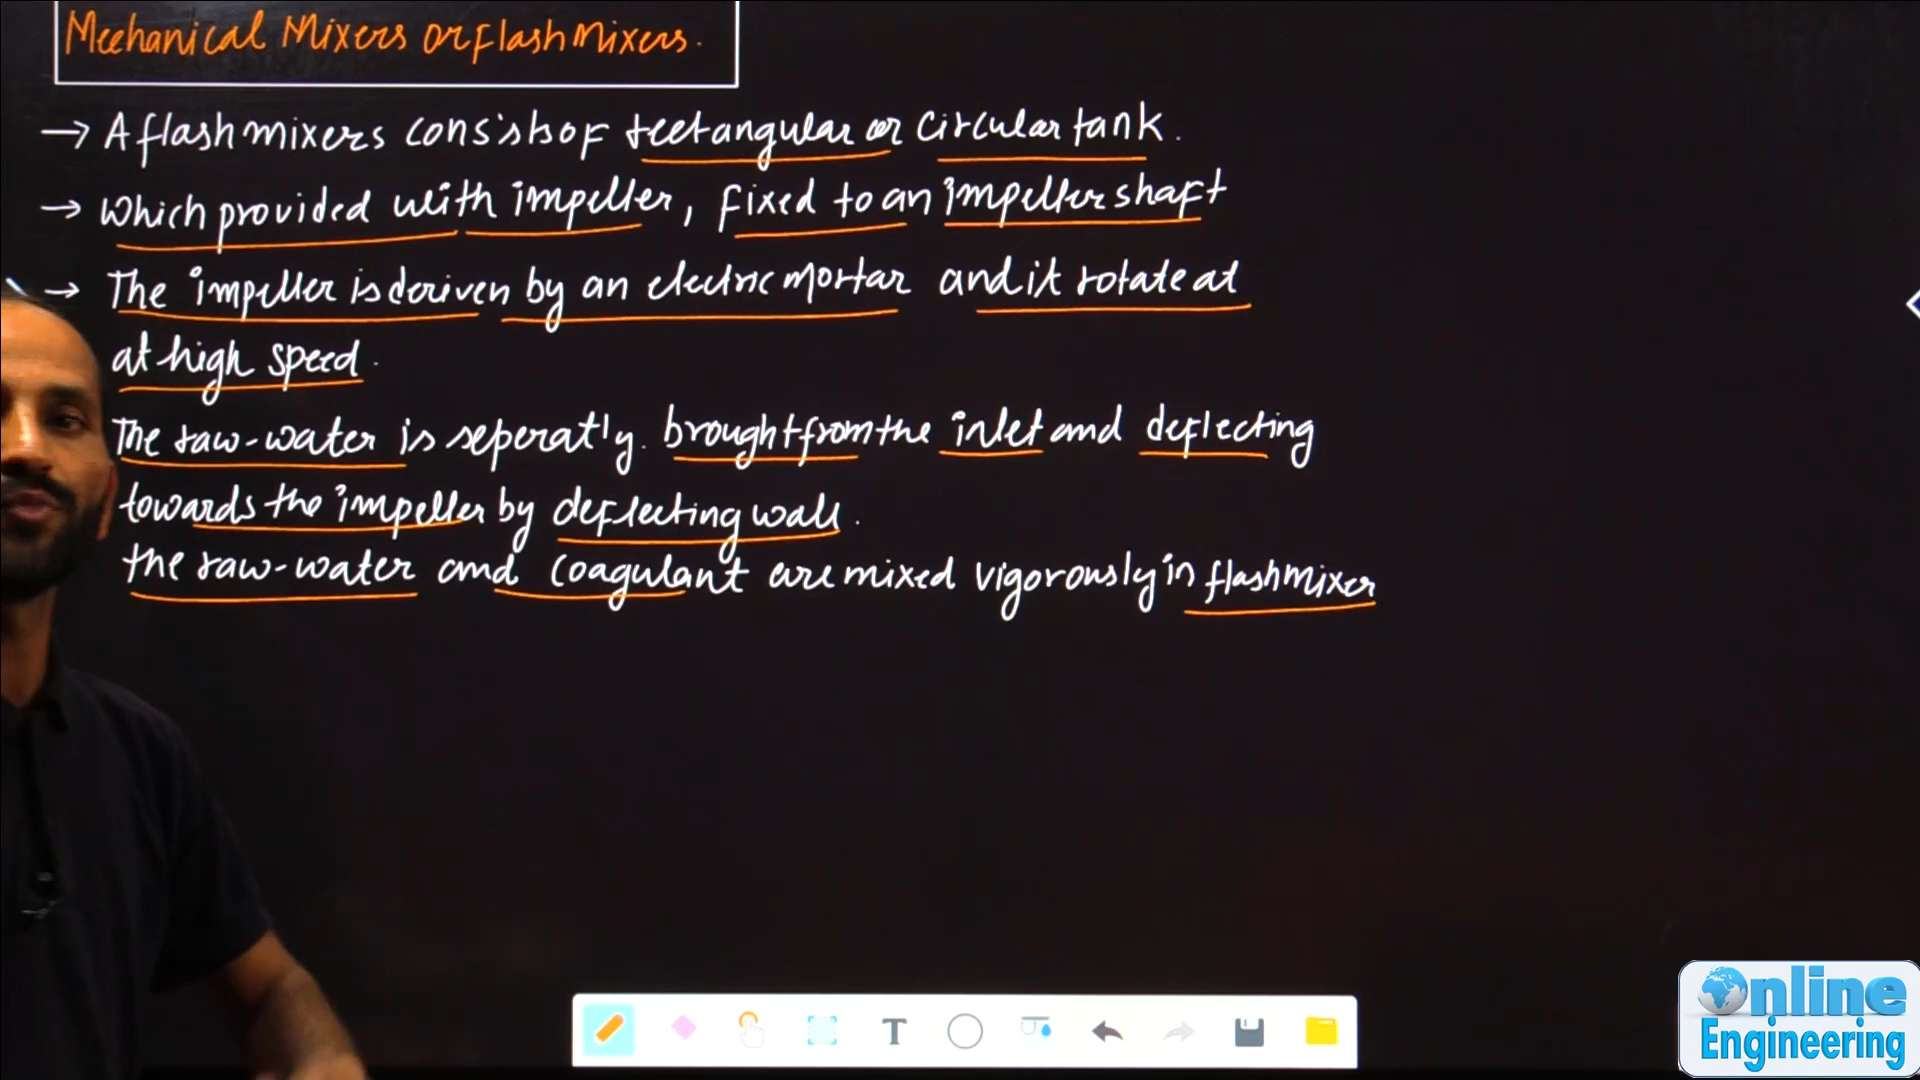 Mechanical Mixers or flash mixers.
→ A flash mixers consists of rectangular or circular tank.
→ which provided with impeller, fixed to an impeller shaft
→ The impeller is deriven by an electric mortar and it rotate at
at high speed.
The raw-water is seperatly. brought from the inlet and deflecting
towards the impeller by deflecting wall.
the raw-water and coagulant are mixed vigorously in flash mixer
T
Online
Engineering